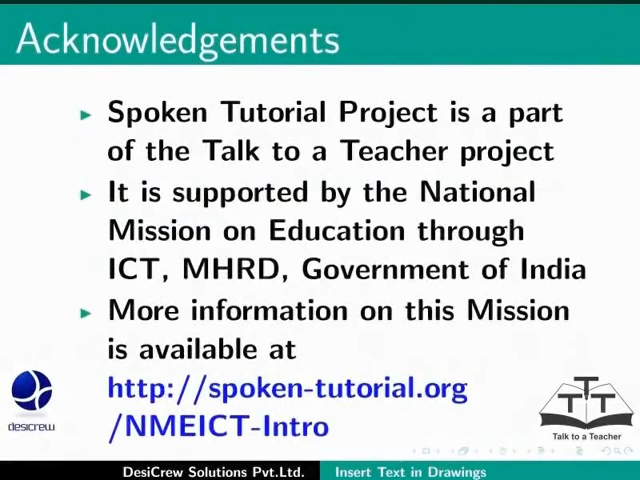 Acknowledgements
Spoken Tutorial Project is a part
of the Talk to a Teacher project
It is supported by the National
Mission on Education through
ICT, MHRD, Government of India
More information on this Mission
is available at
http://spoken-tutorial.org
/NMEICT-Intro
desicrew
TTT
Talk to a Teacher
DesiCrew Solutions Pvt.Ltd.
Insert Text in Drawings